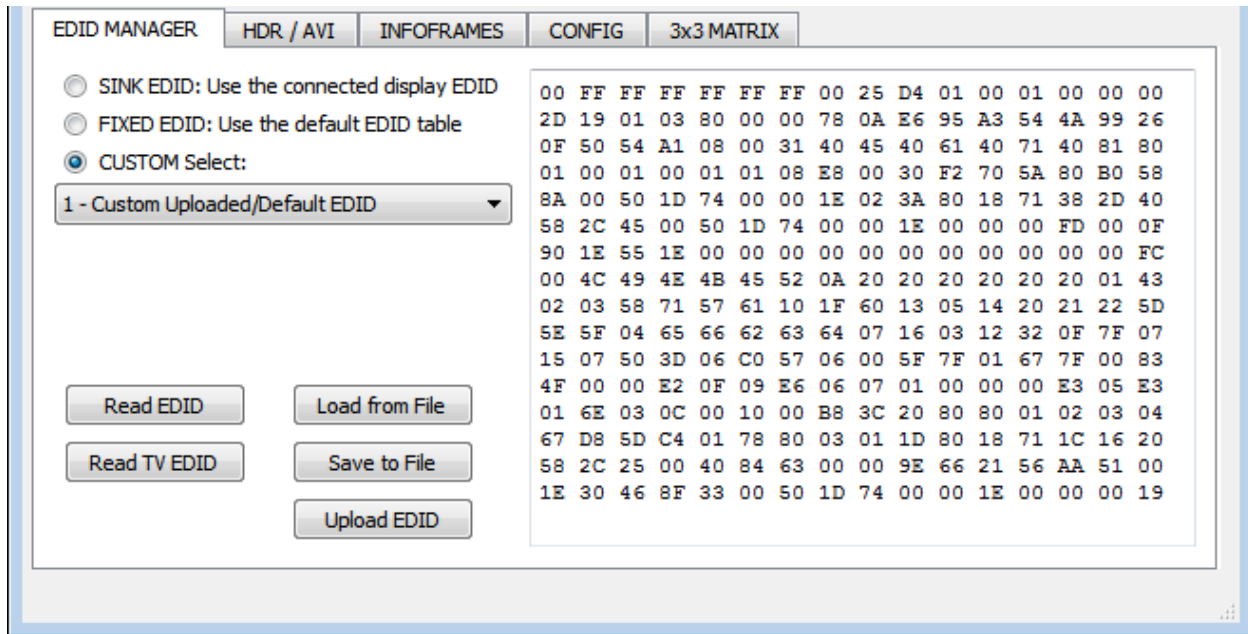 EDID MANAGER HDR / AVI INFOFRAMES CONFIG 3x3 MATRIX
SINK EDID: Use the connected display EDID
FIXED EDID: Use the default EDID table
CUSTOM Select:
1 - Custom Uploaded/Default EDID
Read EDID Load from File
Read TV EDID Save to File
Upload EDID
00 FF FF FF FF FF FF 00 25 D4 01 00 01 00 00 00
2D 19 01 03 80 00 00 78 0A E6 95 A3 54 4A 99 26
0F 50 54 A1 08 00 31 40 45 40 61 40 71 40 81 80
01 00 01 00 01 01 08 E8 00 30 F2 70 5A 80 B0 58
8A 00 50 1D 74 00 00 1E 02 3A 80 18 71 38 2D 40
58 2C 45 00 50 1D 74 00 00 1E 00 00 00 FD 00 0F
90 1E 55 1E 00 00 00 00 00 00 00 00 00 00 00 FC
00 4C 49 4E 4B 45 52 0A 20 20 20 20 20 20 01 43
02 03 58 71 57 61 10 1F 60 13 05 14 20 21 22 5D
5E 5F 04 65 66 62 63 64 07 16 03 12 32 0F 7F 07
15 07 50 3D 06 C0 57 06 00 5F 7F 01 67 7F 00 83
4F 00 00 E2 0F 09 E6 06 07 01 00 00 00 E3 05 E3
01 6E 03 0C 00 10 00 B8 3C 20 80 80 01 02 03 04
67 D8 5D C4 01 78 80 03 01 1D 80 18 71 1C 16 20
58 2C 25 00 40 84 63 00 00 9E 66 21 56 AA 51 00
1E 30 46 8F 33 00 50 1D 74 00 00 1E 00 00 00 19